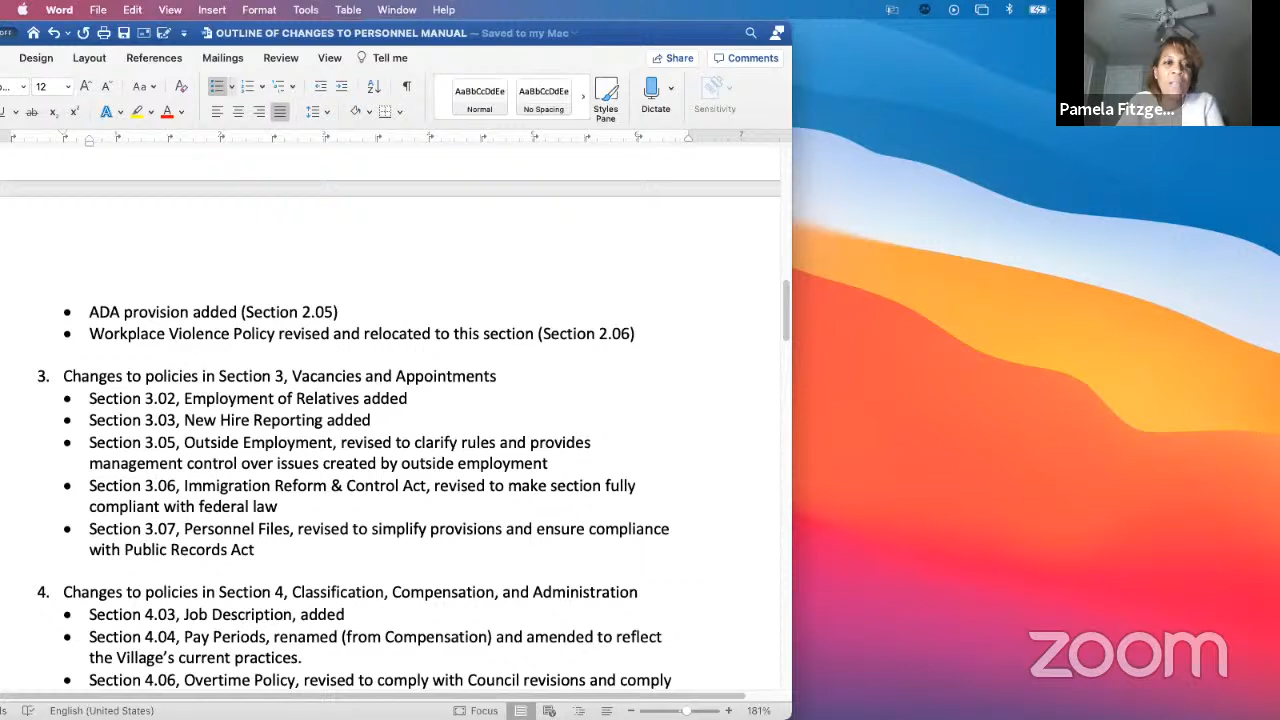 Word File Edit View Insert Format Tools Table Window Help
OFF OUTLINE OF CHANGES TO PERSONNEL MANUAL — Saved to my Mac
Design Layout References Mailings Review View Tell me Share Comments
12 Aa AaBbCcDdEe AaBbCcDdEe
Normal No Spacing Styles Pane Dictate Sensitivity
Pamela Fitzge...
• ADA provision added (Section 2.05)
• Workplace Violence Policy revised and relocated to this section (Section 2.06)
3. Changes to policies in Section 3, Vacancies and Appointments
• Section 3.02, Employment of Relatives added
• Section 3.03, New Hire Reporting added
• Section 3.05, Outside Employment, revised to clarify rules and provides
management control over issues created by outside employment
• Section 3.06, Immigration Reform & Control Act, revised to make section fully
compliant with federal law
• Section 3.07, Personnel Files, revised to simplify provisions and ensure compliance
with Public Records Act
4. Changes to policies in Section 4, Classification, Compensation, and Administration
• Section 4.03, Job Description, added
• Section 4.04, Pay Periods, renamed (from Compensation) and amended to reflect
the Village's current practices.
• Section 4.06, Overtime Policy, revised to comply with Council revisions and comply
English (United States) Focus 181%
zoom